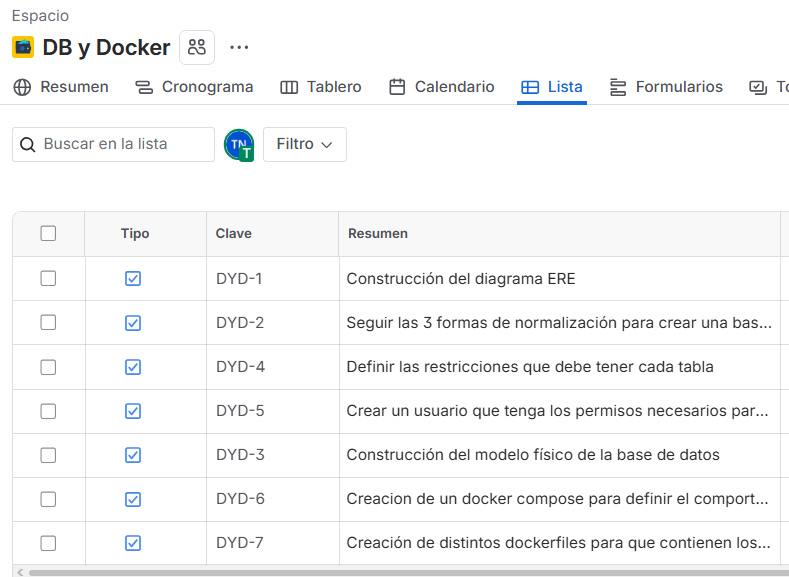 Espacio
DB y Docker
Resumen Cronograma Tablero Calendario Lista Formularios
Buscar en la lista TN T Filtro
Tipo Clave Resumen
DYD-1 Construcción del diagrama ERE
DYD-2 Seguir las 3 formas de normalización para crear una bas...
DYD-4 Definir las restricciones que debe tener cada tabla
DYD-5 Crear un usuario que tenga los permisos necesarios par...
DYD-3 Construcción del modelo físico de la base de datos
DYD-6 Creacion de un docker compose para definir el comport...
DYD-7 Creación de distintos dockerfiles para que contienen los...